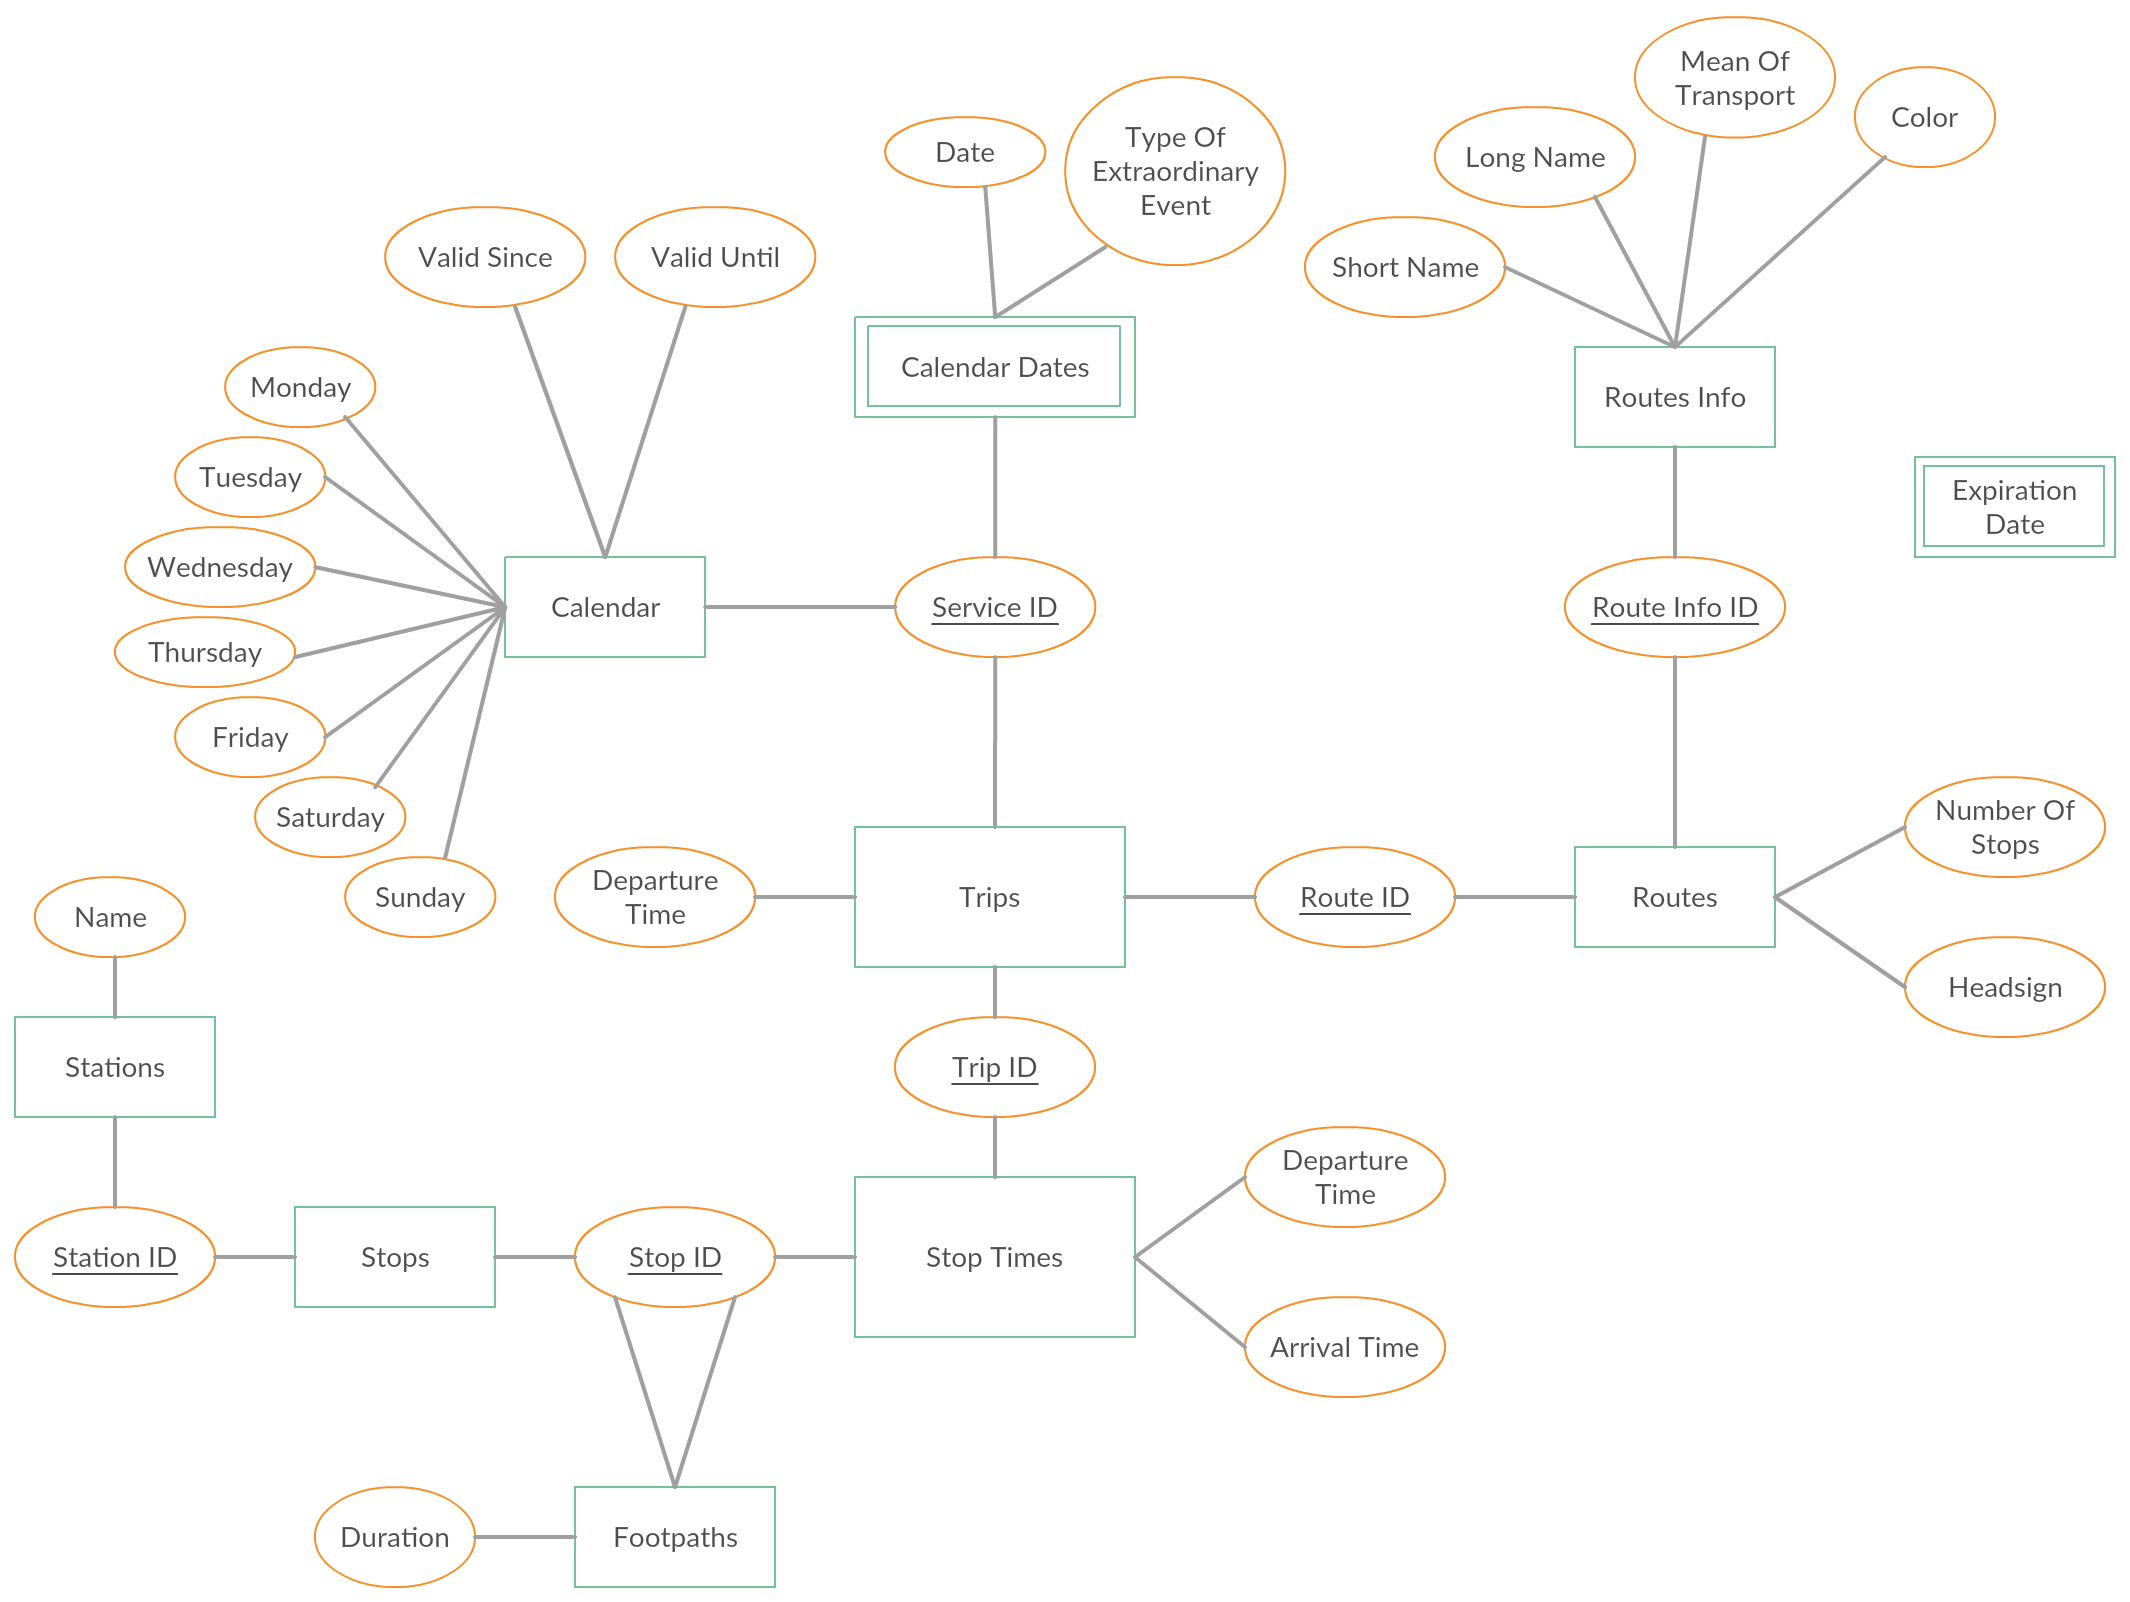 Mean Of
Transport
Color
Type Of
Extraordinary
Event
Date
Long Name
Valid Since
Valid Until
Short Name
Calendar Dates
Monday
Routes Info
Tuesday
Expiration
Date
Wednesday
Calendar
Service ID
Route Info ID
Thursday
Friday
Saturday
Number Of
Stops
Departure
Time
Trips
Route ID
Routes
Sunday
Name
Headsign
Stations
Trip ID
Departure
Time
Station ID
Stops
Stop ID
Stop Times
Arrival Time
Duration
Footpaths